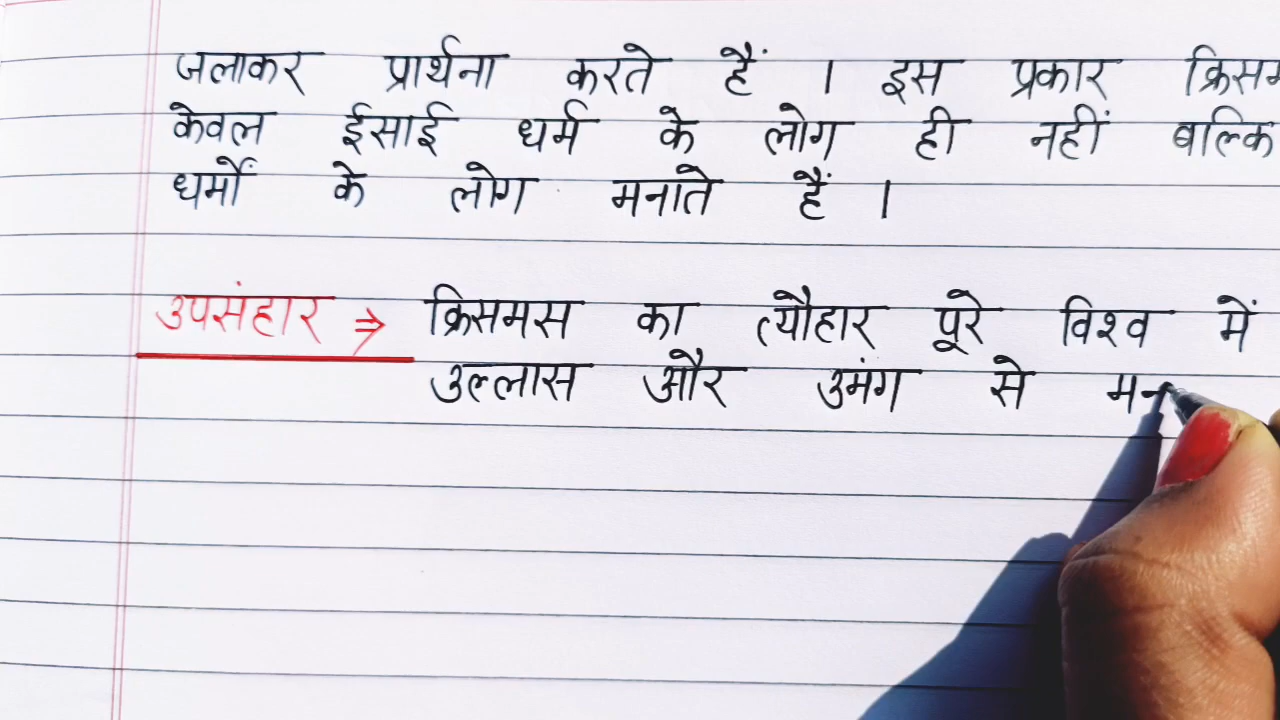 जलाकर प्रार्थना करते हैं । इस प्रकार
केवल ईसाई धर्म के लोग ही नहीं बल्कि
धर्मों के लोग मनाते हैं ।
उपसंहार ⇒ क्रिसमस का त्यौहार पूरे विश्व में
उल्लास और उमंग से